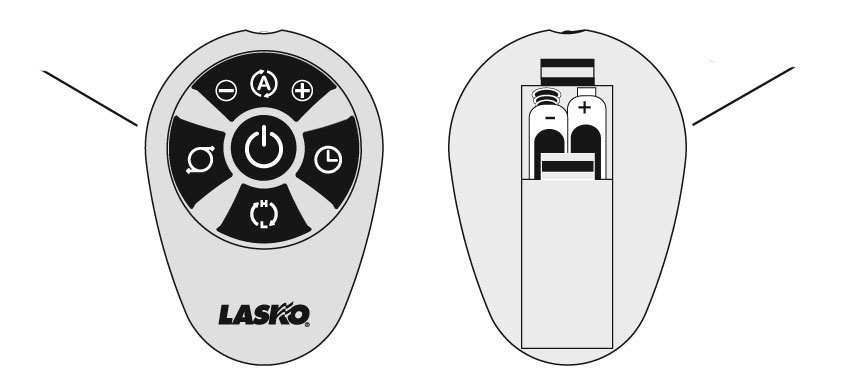 − A +
H
L
LASKO®
− +